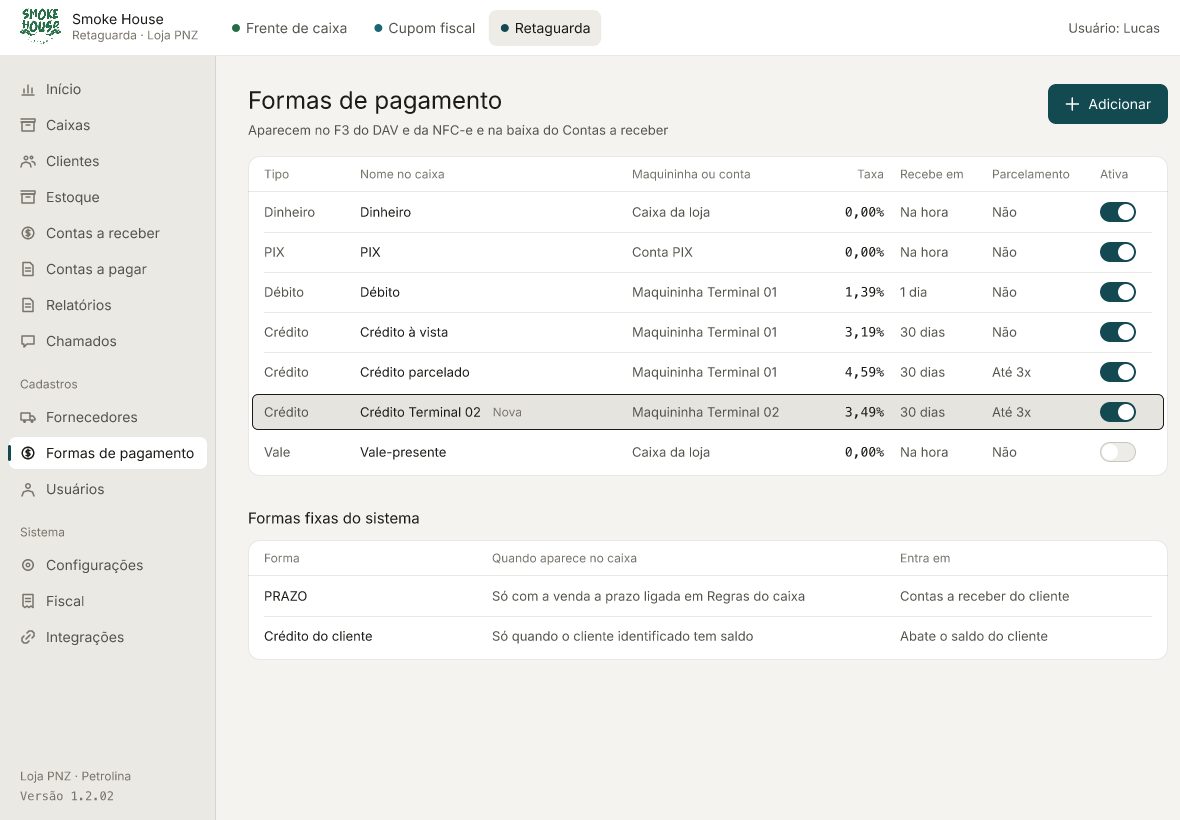 SMOKE HOUSE
Smoke House
Retaguarda · Loja PNZ
Frente de caixa
Cupom fiscal
Retaguarda
Usuário: Lucas
Início
Caixas
Clientes
Estoque
Contas a receber
Contas a pagar
Relatórios
Chamados
Cadastros
Fornecedores
Formas de pagamento
Usuários
Sistema
Configurações
Fiscal
Integrações
Loja PNZ · Petrolina
Versão 1.2.02
Formas de pagamento
Aparecem no F3 do DAV e da NFC-e e na baixa do Contas a receber
+ Adicionar
Tipo Nome no caixa Maquininha ou conta Taxa Recebe em Parcelamento Ativa
Dinheiro Dinheiro Caixa da loja 0,00% Na hora Não
PIX PIX Conta PIX 0,00% Na hora Não
Débito Débito Maquininha Terminal 01 1,39% 1 dia Não
Crédito Crédito à vista Maquininha Terminal 01 3,19% 30 dias Não
Crédito Crédito parcelado Maquininha Terminal 01 4,59% 30 dias Até 3x
Crédito Crédito Terminal 02 Nova Maquininha Terminal 02 3,49% 30 dias Até 3x
Vale Vale-presente Caixa da loja 0,00% Na hora Não
Formas fixas do sistema
Forma Quando aparece no caixa Entra em
PRAZO Só com a venda a prazo ligada em Regras do caixa Contas a receber do cliente
Crédito do cliente Só quando o cliente identificado tem saldo Abate o saldo do cliente